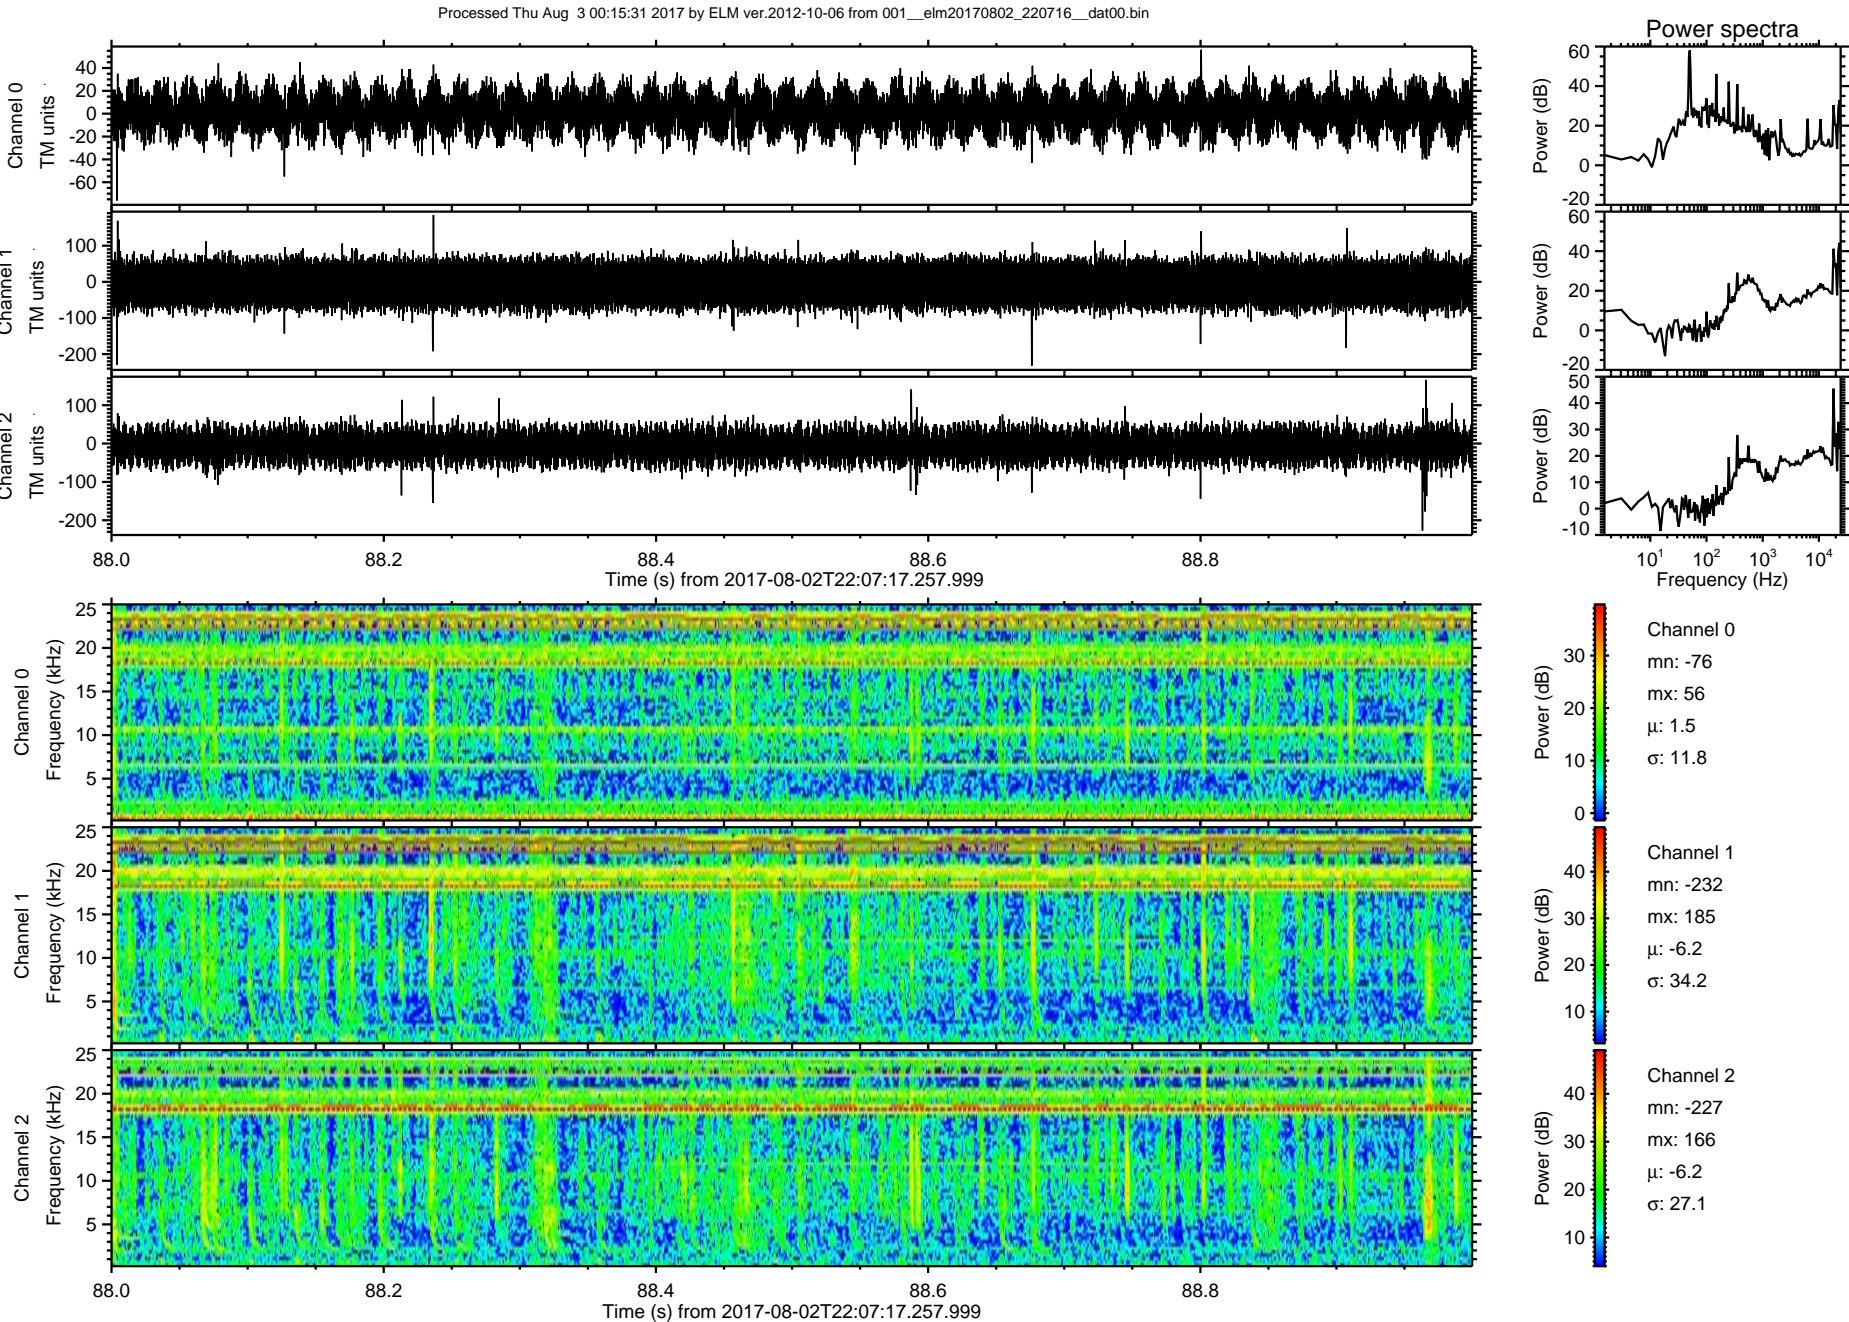 Processed Thu Aug  3 00:15:31 2017 by ELM ver.2012-10-06 from 001__elm20170802_220716__dat00.bin
Power spectra
Channel 0
TM units
40
20
0
-20
-40
-60
Power (dB)
60
40
20
0
-20
Channel 1
TM units
100
0
-100
-200
Power (dB)
60
40
20
0
-20
Channel 2
TM units
100
0
-100
-200
Power (dB)
50
40
30
20
10
0
-10
88.0 88.2 88.4 88.6 88.8
Time (s) from 2017-08-02T22:07:17.257.999
10^1 10^2 10^3 10^4
Frequency (Hz)
Channel 0
Frequency (kHz)
25
20
15
10
5
Power (dB)
30
20
10
0
Channel 0
mn: -76
mx: 56
μ: 1.5
σ: 11.8
Channel 1
Frequency (kHz)
25
20
15
10
5
Power (dB)
40
30
20
10
Channel 1
mn: -232
mx: 185
μ: -6.2
σ: 34.2
Channel 2
Frequency (kHz)
25
20
15
10
5
Power (dB)
40
30
20
10
Channel 2
mn: -227
mx: 166
μ: -6.2
σ: 27.1
88.0 88.2 88.4 88.6 88.8
Time (s) from 2017-08-02T22:07:17.257.999